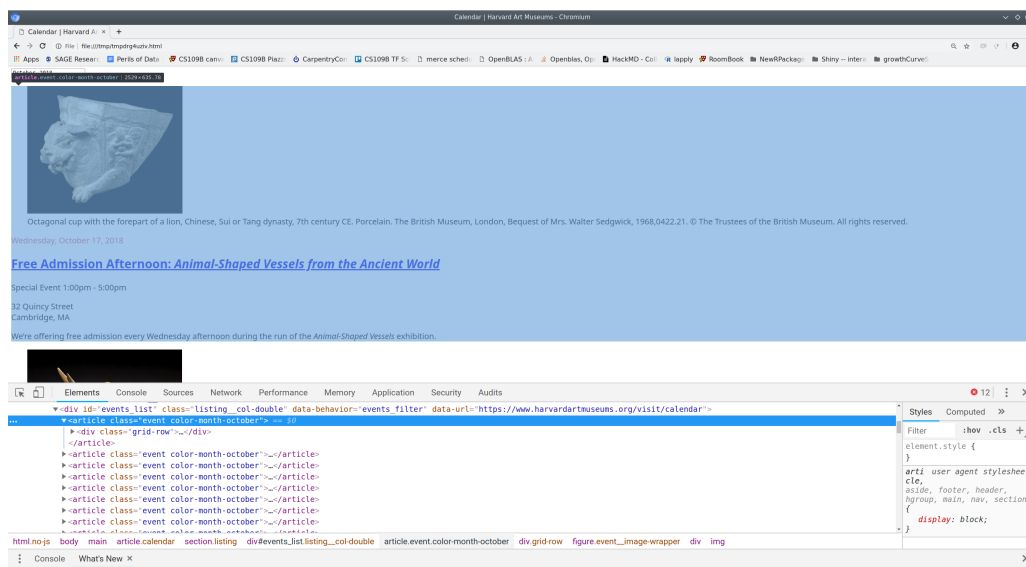 Calendar | Harvard Art Museums - Chromium
Calendar | Harvard Ar × +
File | file:///tmp/tmpdrg4uziv.html
Apps SAGE Resear Perils of Data CS109B canv CS109B Piazz CarpentryCon CS109B TF Sc merce sched OpenBLAS : A Openblas, Op HackMD - Col lapply RoomBook NewRPackage Shiny -- intera growthCurveS
October 2018
article.event.color-month-october | 2529×635.78
Octagonal cup with the forepart of a lion, Chinese, Sui or Tang dynasty, 7th century CE. Porcelain. The British Museum, London, Bequest of Mrs. Walter Sedgwick, 1968,0422.21. © The Trustees of the British Museum. All rights reserved.
Wednesday, October 17, 2018
Free Admission Afternoon: Animal-Shaped Vessels from the Ancient World
Special Event 1:00pm - 5:00pm
32 Quincy Street
Cambridge, MA
We're offering free admission every Wednesday afternoon during the run of the Animal-Shaped Vessels exhibition.
Elements Console Sources Network Performance Memory Application Security Audits 12
▼<div id="events_list" class="listing__col-double" data-behavior="events_filter" data-url="https://www.harvardartmuseums.org/visit/calendar">
... ▼<article class="event color-month-october"> == $0
▶<div class="grid-row">…</div>
</article>
▶<article class="event color-month-october">…</article>
▶<article class="event color-month-october">…</article>
▶<article class="event color-month-october">…</article>
▶<article class="event color-month-october">…</article>
▶<article class="event color-month-october">…</article>
▶<article class="event color-month-october">…</article>
▶<article class="event color-month-october">…</article>
Styles Computed »
Filter :hov .cls +
element.style {
}
arti user agent styleshee
cle,
aside, footer, header,
hgroup, main, nav, section
{
display: block;
}
html.no-js body main article.calendar section.listing div#events_list.listing__col-double article.event.color-month-october div.grid-row figure.event__image-wrapper div img
Console What's New ×